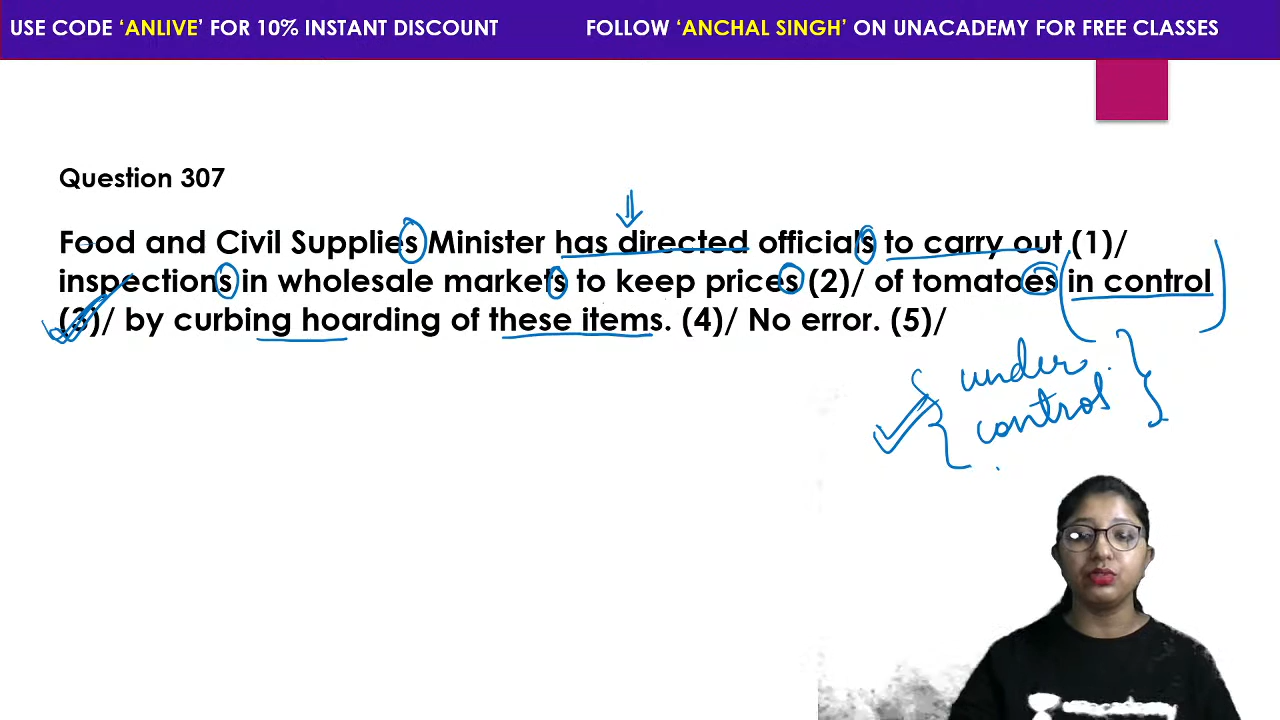 USE CODE ‘ANLIVE’ FOR 10% INSTANT DISCOUNT FOLLOW ‘ANCHAL SINGH’ ON UNACADEMY FOR FREE CLASSES
Question 307
Food and Civil Supplies Minister has directed officials to carry out (1)/
inspections in wholesale markets to keep prices (2)/ of tomatoes in control
(3)/ by curbing hoarding of these items. (4)/ No error. (5)/
under
control